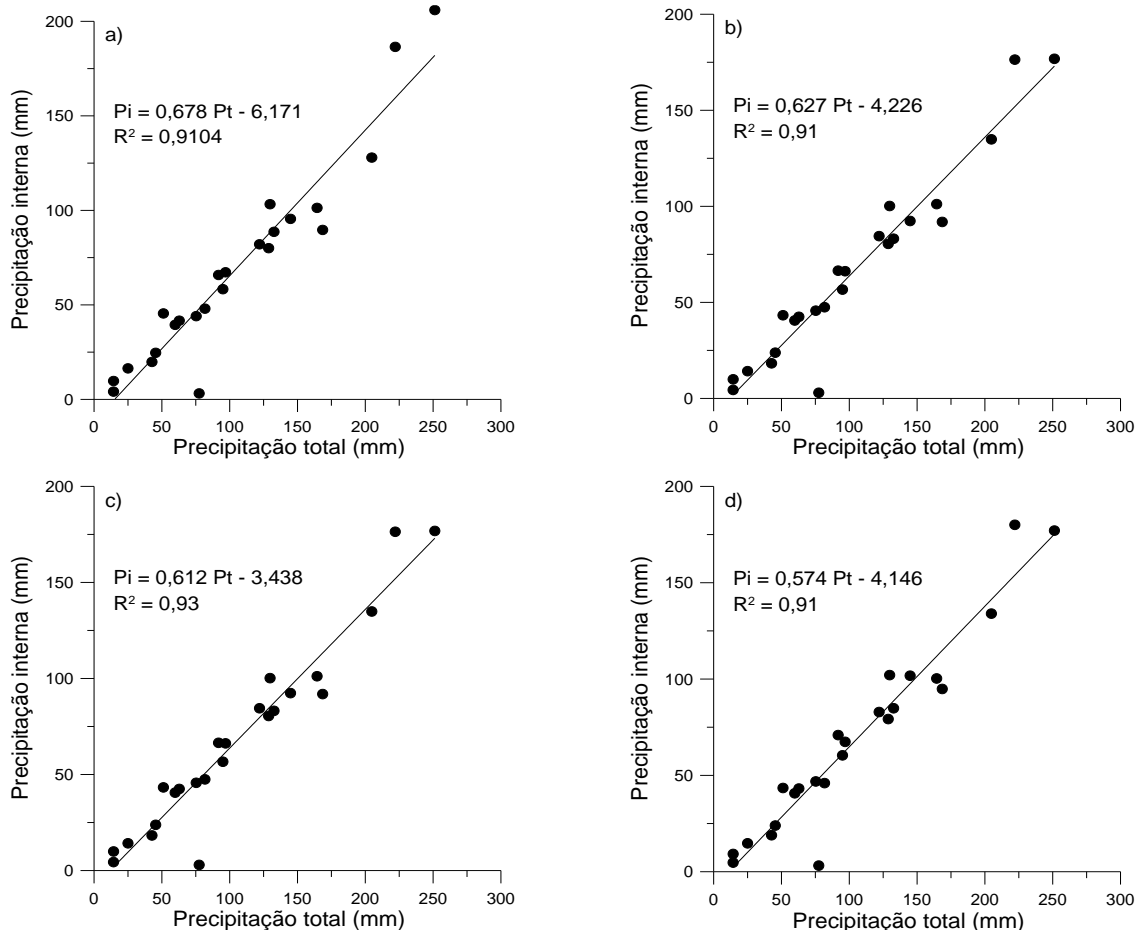 a)
Pi = 0,678 Pt - 6,171
R² = 0,9104
Precipitação interna (mm)
200
150
100
50
0
0 50 100 150 200 250 300
Precipitação total (mm)
b)
Pi = 0,627 Pt - 4,226
R² = 0,91
Precipitação interna (mm)
200
150
100
50
0
0 50 100 150 200 250 300
Precipitação total (mm)
c)
Pi = 0,612 Pt - 3,438
R² = 0,93
Precipitação interna (mm)
200
150
100
50
0
0 50 100 150 200 250 300
Precipitação total (mm)
d)
Pi = 0,574 Pt - 4,146
R² = 0,91
Precipitação interna (mm)
200
150
100
50
0
0 50 100 150 200 250 300
Precipitação total (mm)